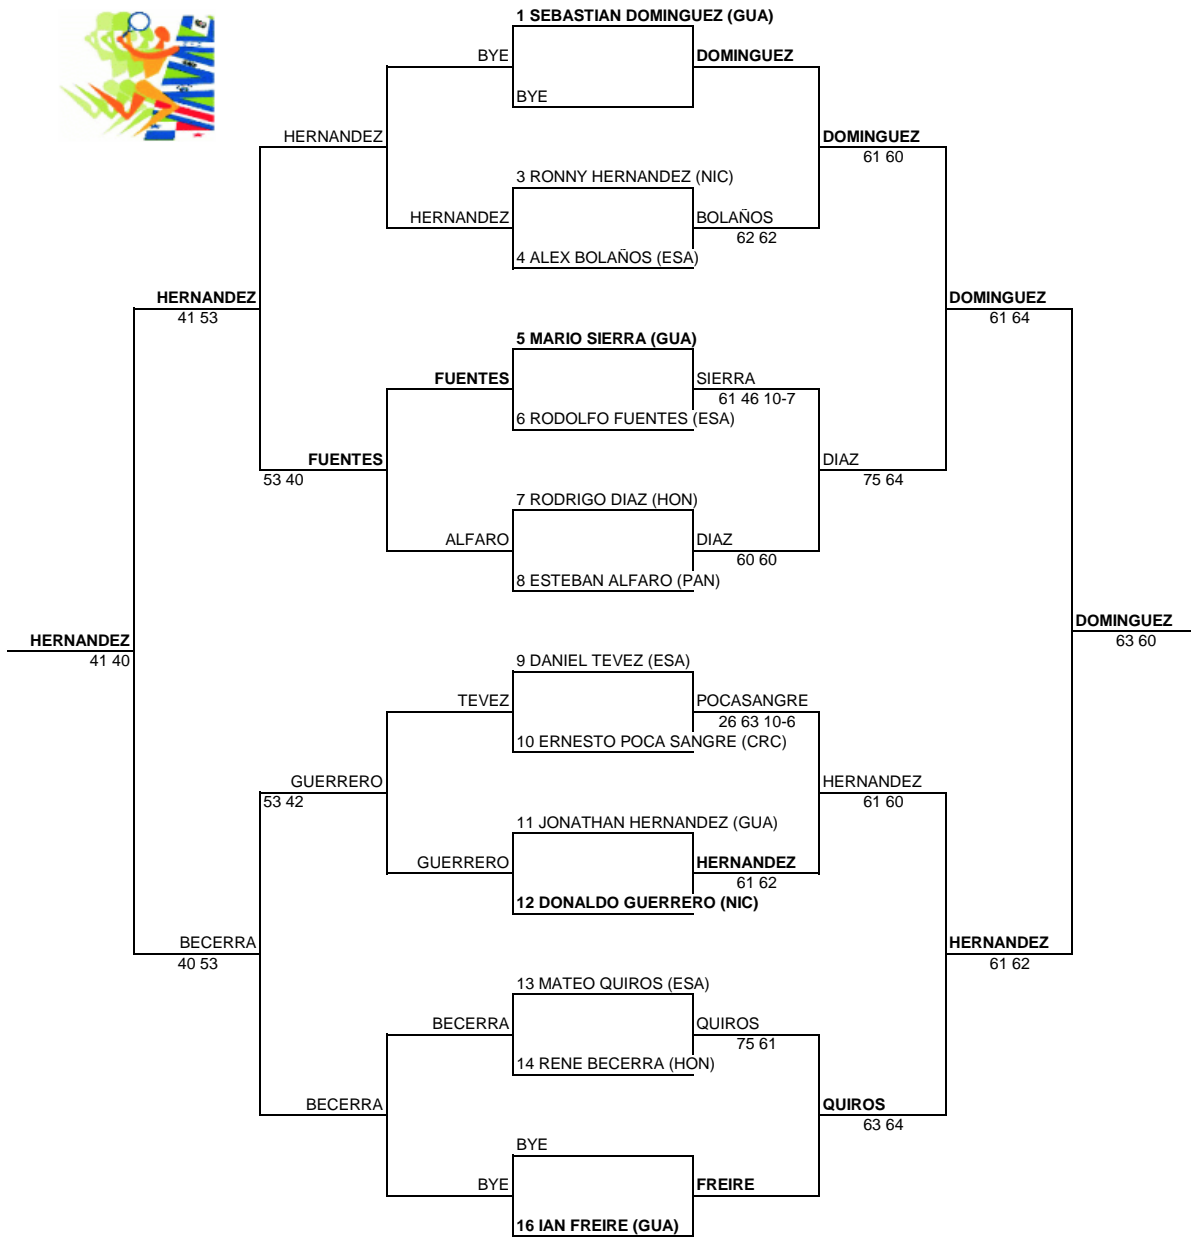 1 SEBASTIAN DOMINGUEZ (GUA)
BYE
DOMINGUEZ
BYE
HERNANDEZ
DOMINGUEZ
61 60
3 RONNY HERNANDEZ (NIC)
HERNANDEZ
BOLAÑOS
62 62
4 ALEX BOLAÑOS (ESA)
HERNANDEZ
41 53
DOMINGUEZ
61 64
5 MARIO SIERRA (GUA)
FUENTES
SIERRA
61 46 10-7
6 RODOLFO FUENTES (ESA)
FUENTES
53 40
DIAZ
75 64
7 RODRIGO DIAZ (HON)
ALFARO
DIAZ
60 60
8 ESTEBAN ALFARO (PAN)
HERNANDEZ
41 40
DOMINGUEZ
63 60
9 DANIEL TEVEZ (ESA)
TEVEZ
POCASANGRE
26 63 10-6
10 ERNESTO POCA SANGRE (CRC)
GUERRERO
53 42
HERNANDEZ
61 60
11 JONATHAN HERNANDEZ (GUA)
GUERRERO
HERNANDEZ
61 62
12 DONALDO GUERRERO (NIC)
BECERRA
40 53
HERNANDEZ
61 62
13 MATEO QUIROS (ESA)
BECERRA
QUIROS
75 61
14 RENE BECERRA (HON)
BECERRA
QUIROS
63 64
BYE
BYE
FREIRE
16 IAN FREIRE (GUA)